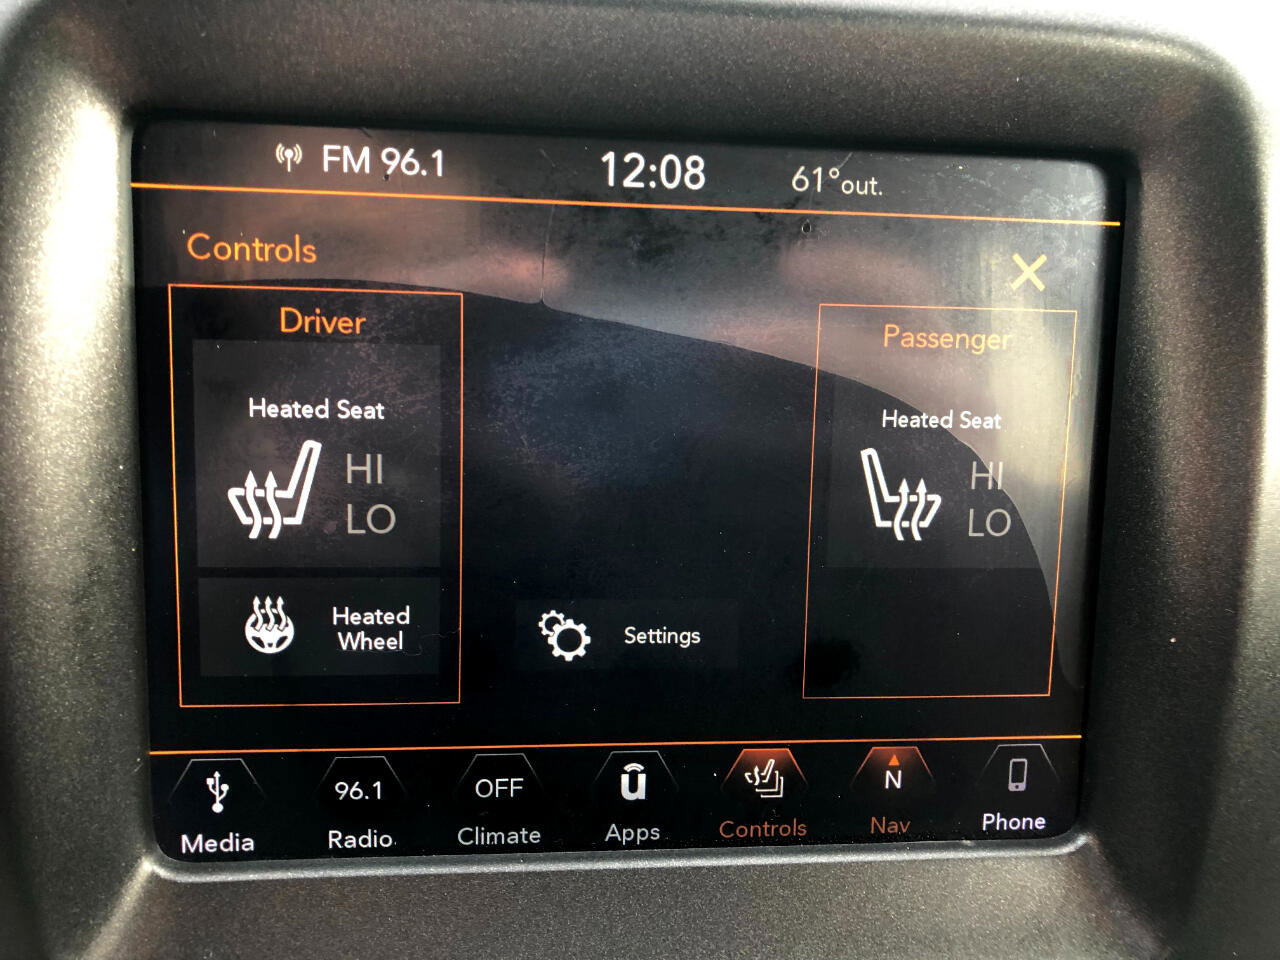 FM 96.1
12:08
61°out.
Controls
Driver
Heated Seat
HI
LO
Heated
Wheel
Settings
Passenger
Heated Seat
HI
LO
Media
96.1
Radio
OFF
Climate
ū
Apps
Controls
N
Nav
Phone